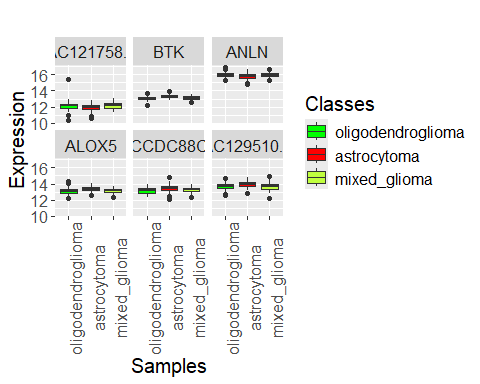 AC121758. BTK ANLN
16
14
12
10
ALOX5 CCDC88C AC129510.
16
14
12
10
Expression
oligodendroglioma astrocytoma mixed_glioma oligodendroglioma astrocytoma mixed_glioma oligodendroglioma astrocytoma mixed_glioma
Samples
Classes
oligodendroglioma
astrocytoma
mixed_glioma